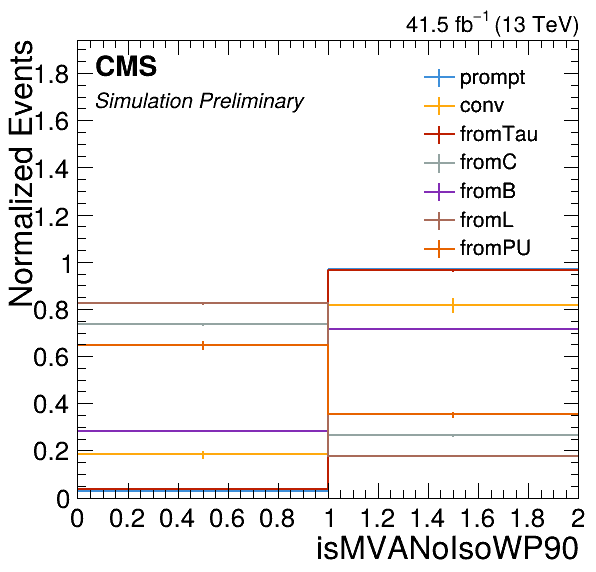 41.5 fb⁻¹ (13 TeV)
CMS
Simulation Preliminary
prompt
conv
fromTau
fromC
fromB
fromL
fromPU
Normalized Events
1.8
1.6
1.4
1.2
1
0.8
0.6
0.4
0.2
0
0 0.2 0.4 0.6 0.8 1 1.2 1.4 1.6 1.8 2
isMVANoIsoWP90